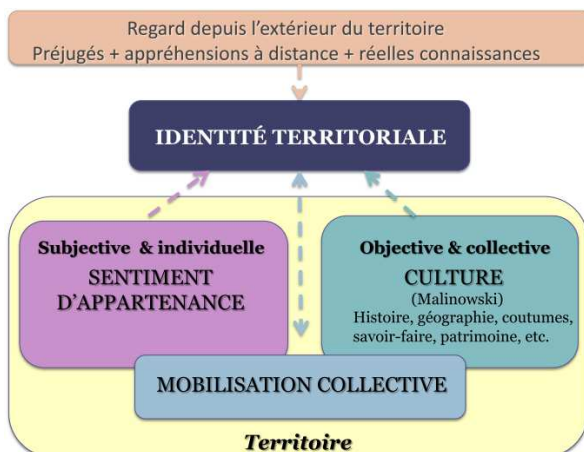 Regard depuis l’extérieur du territoire
Préjugés + appréhensions à distance + réelles connaissances
IDENTITÉ TERRITORIALE
Subjective & individuelle
SENTIMENT
D’APPARTENANCE
Objective & collective
CULTURE
(Malinowski)
Histoire, géographie, coutumes,
savoir-faire, patrimoine, etc.
MOBILISATION COLLECTIVE
Territoire